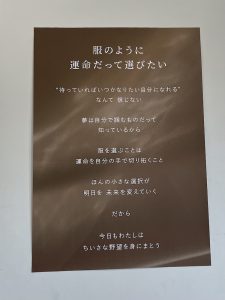 服のように
運命だって選びたい
“待っていればいつかなりたい自分になれる”
なんて 信じない
夢は自分で掴むものだって
知っているから
服を選ぶことは
運命を自分の手で切り拓くこと
ほんの小さな選択が
明日を 未来を変えていく
だから
今日もわたしは
ちいさな野望を身にまとう